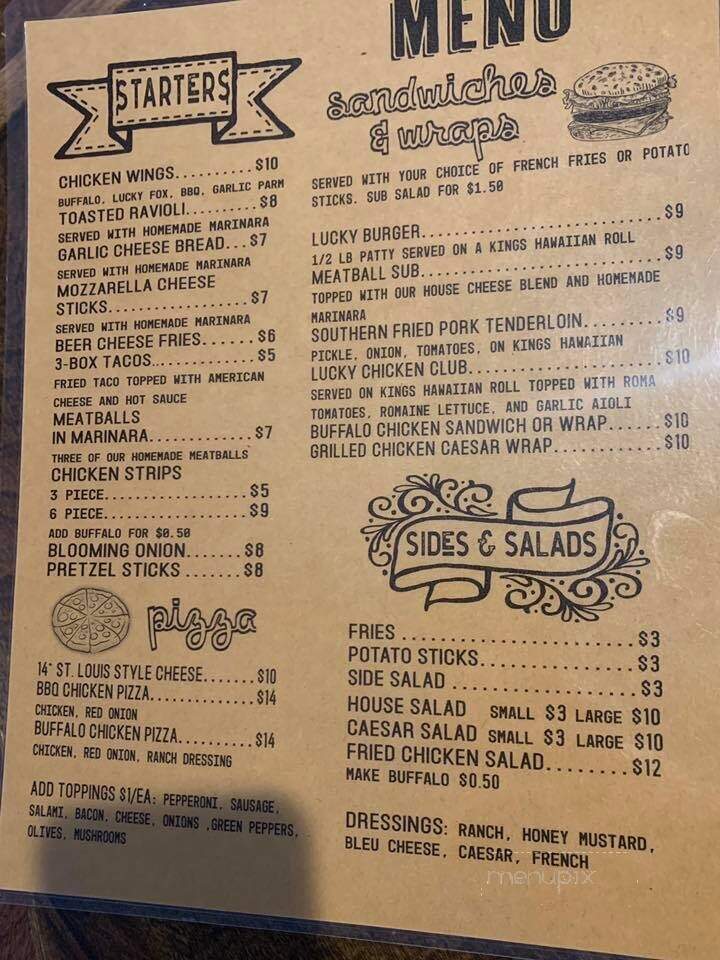 MENU
STARTERS
CHICKEN WINGS.......... $10
BUFFALO, LUCKY FOX, BBQ, GARLIC PARM
TOASTED RAVIOLI......... $8
SERVED WITH HOMEMADE MARINARA
GARLIC CHEESE BREAD... $7
SERVED WITH HOMEMADE MARINARA
MOZZARELLA CHEESE
STICKS.................. $7
SERVED WITH HOMEMADE MARINARA
BEER CHEESE FRIES...... $6
3-BOX TACOS.............. $5
FRIED TACO TOPPED WITH AMERICAN
CHEESE AND HOT SAUCE
MEATBALLS
IN MARINARA............. $7
THREE OF OUR HOMEMADE MEATBALLS
CHICKEN STRIPS
3 PIECE................... $5
6 PIECE................... $9
ADD BUFFALO FOR $0.50
BLOOMING ONION....... $8
PRETZEL STICKS ....... $8
pizza
14" ST. LOUIS STYLE CHEESE....... $10
BBQ CHICKEN PIZZA............. $14
CHICKEN, RED ONION
BUFFALO CHICKEN PIZZA.......... $14
CHICKEN, RED ONION, RANCH DRESSING
ADD TOPPINGS $1/EA: PEPPERONI, SAUSAGE,
SALAMI, BACON, CHEESE, ONIONS ,GREEN PEPPERS,
OLIVES, MUSHROOMS
sandwiches
& wraps
SERVED WITH YOUR CHOICE OF FRENCH FRIES OR POTATO
STICKS. SUB SALAD FOR $1.50
LUCKY BURGER.............................. $9
1/2 LB PATTY SERVED ON A KINGS HAWAIIAN ROLL
MEATBALL SUB.............................. $9
TOPPED WITH OUR HOUSE CHEESE BLEND AND HOMEMADE
MARINARA
SOUTHERN FRIED PORK TENDERLOIN.......... $9
PICKLE, ONION, TOMATOES, ON KINGS HAWAIIAN
LUCKY CHICKEN CLUB........................ $10
SERVED ON KINGS HAWAIIAN ROLL TOPPED WITH ROMA
TOMATOES, ROMAINE LETTUCE, AND GARLIC AIOLI
BUFFALO CHICKEN SANDWICH OR WRAP...... $10
GRILLED CHICKEN CAESAR WRAP............. $10
SIDES & SALADS
FRIES .............................. $3
POTATO STICKS.................... $3
SIDE SALAD ....................... $3
HOUSE SALAD SMALL $3 LARGE $10
CAESAR SALAD SMALL $3 LARGE $10
FRIED CHICKEN SALAD........ $12
MAKE BUFFALO $0.50
DRESSINGS: RANCH, HONEY MUSTARD,
BLEU CHEESE, CAESAR, FRENCH
menupix